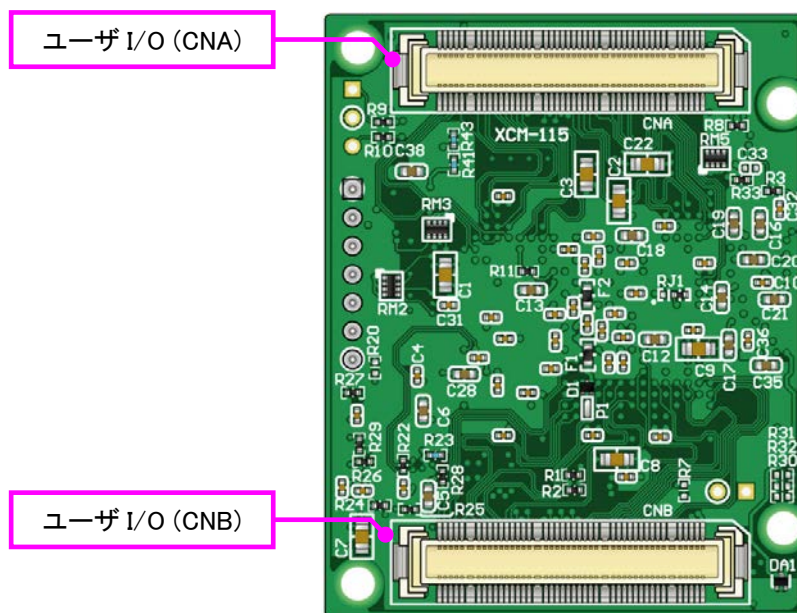 ユーザ I/O (CNA)
CNA
XCM-115
R9
R10
C38
R43
R41
R8
RM5
C22
C2
C3
C33
R33
R3
C32
RM3
C19
C16
C18
C20
R11
F2
RJ1
C10
C1
C13
C14
C21
RM2
C31
R20
C4
F1
C12
C9
C17
C36
C35
C28
D1
P1
R27
C6
R29
R22
R23
R26
R28
R24
C5
R25
C7
C8
R1
R2
R7
R31
R32
R30
CNB
ユーザ I/O (CNB)
DA1